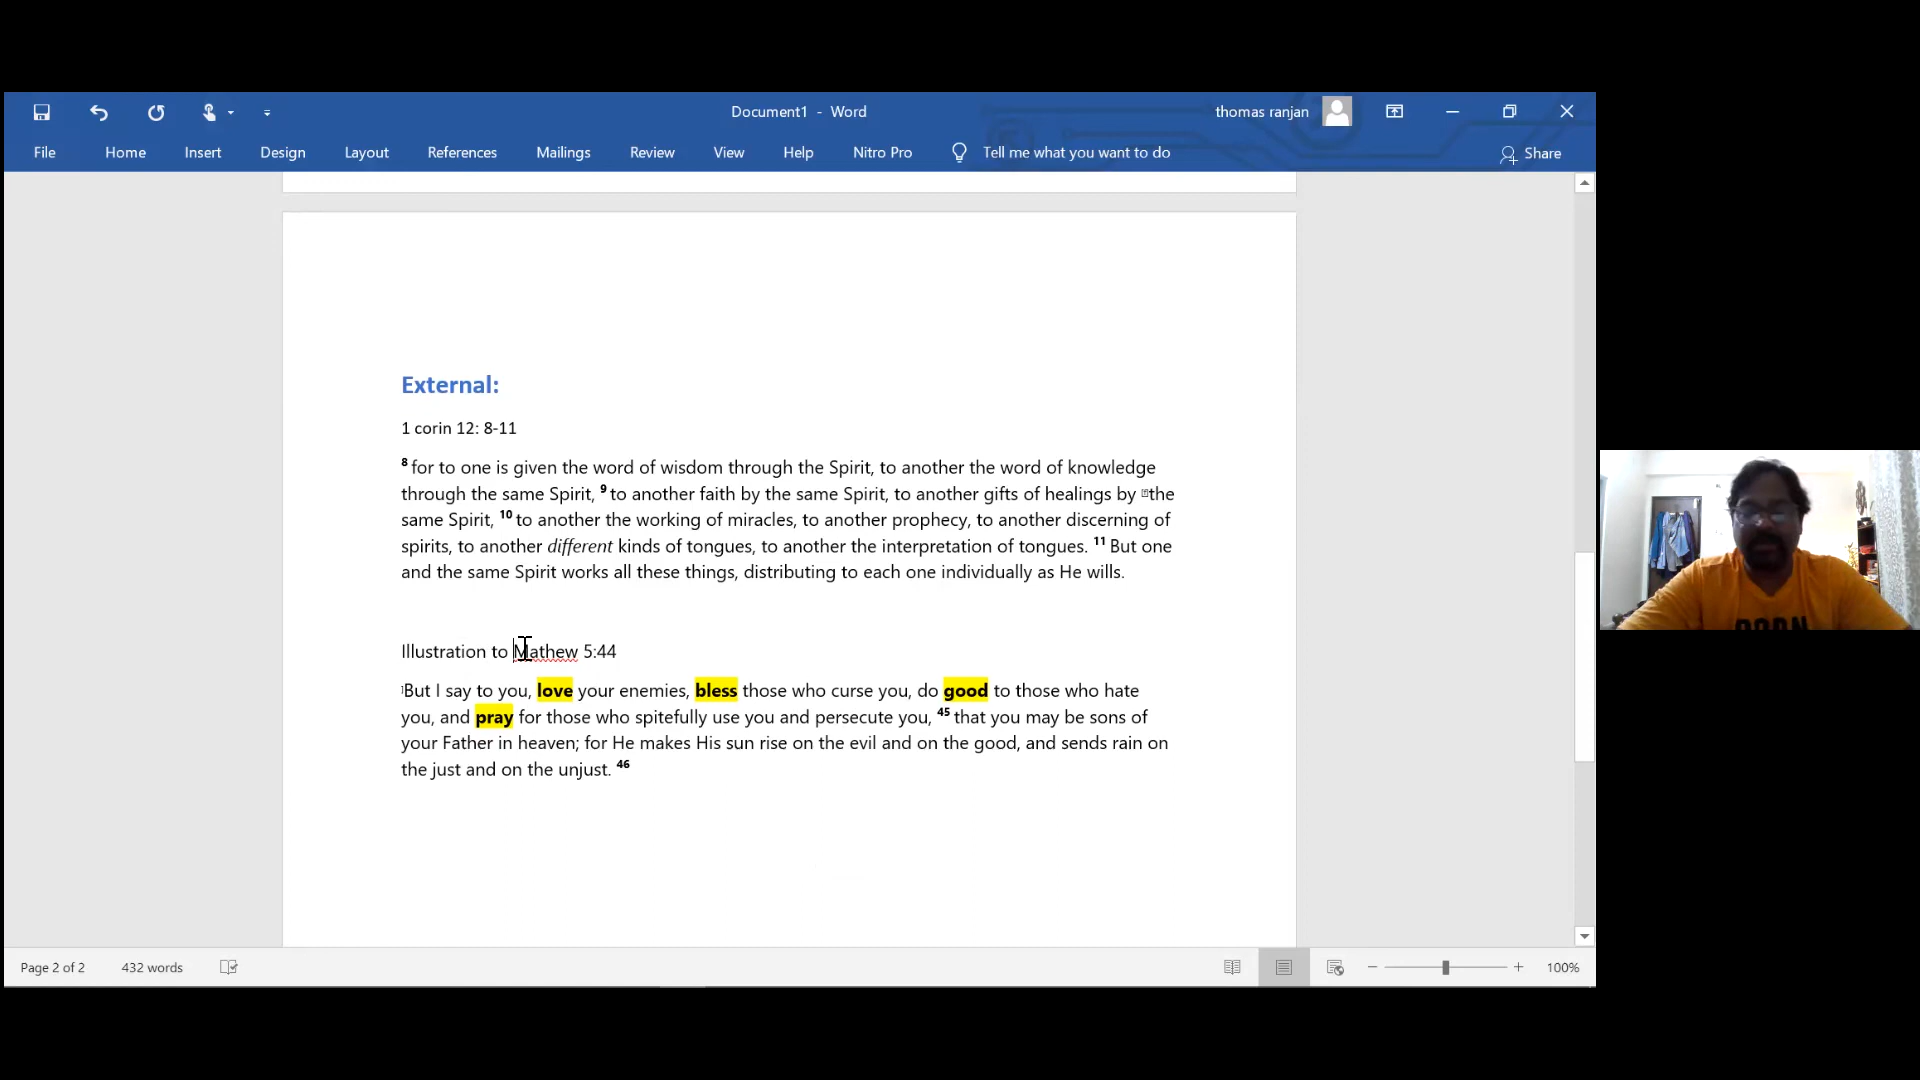 Document1 - Word
thomas ranjan
File Home Insert Design Layout References Mailings Review View Help Nitro Pro Tell me what you want to do Share
External:
1 corin 12: 8-11
8 for to one is given the word of wisdom through the Spirit, to another the word of knowledge
through the same Spirit, 9 to another faith by the same Spirit, to another gifts of healings by the
same Spirit, 10 to another the working of miracles, to another prophecy, to another discerning of
spirits, to another different kinds of tongues, to another the interpretation of tongues. 11 But one
and the same Spirit works all these things, distributing to each one individually as He wills.
Illustration to Mathew 5:44
But I say to you, love your enemies, bless those who curse you, do good to those who hate
you, and pray for those who spitefully use you and persecute you, 45 that you may be sons of
your Father in heaven; for He makes His sun rise on the evil and on the good, and sends rain on
the just and on the unjust. 46
Page 2 of 2 432 words 100%